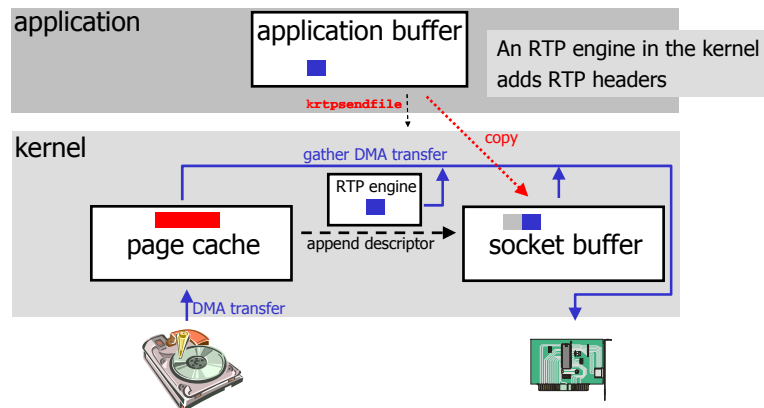 application
application buffer
An RTP engine in the kernel
adds RTP headers
krtpsendfile
copy
kernel
gather DMA transfer
RTP engine
page cache
append descriptor
socket buffer
DMA transfer